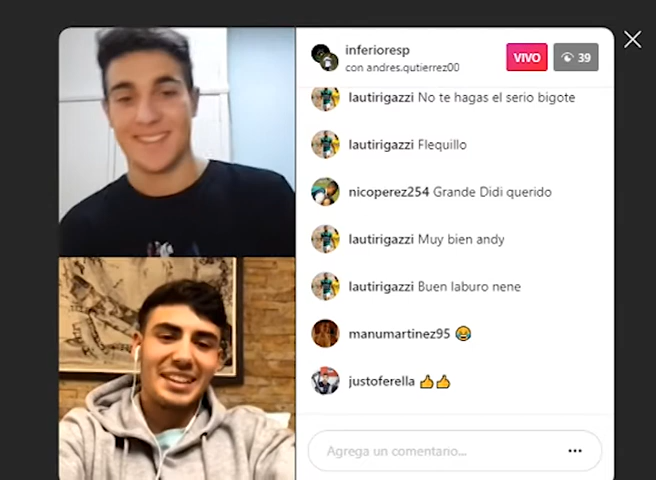 inferioresp
con andres.gutierrez00
VIVO
39
lautirigazzi No te hagas el serio bigote
lautirigazzi Flequillo
nicoperez254 Grande Didi querido
lautirigazzi Muy bien andy
lautirigazzi Buen laburo nene
manumartinez95 😂
justoferella 👍👍
Agrega un comentario...